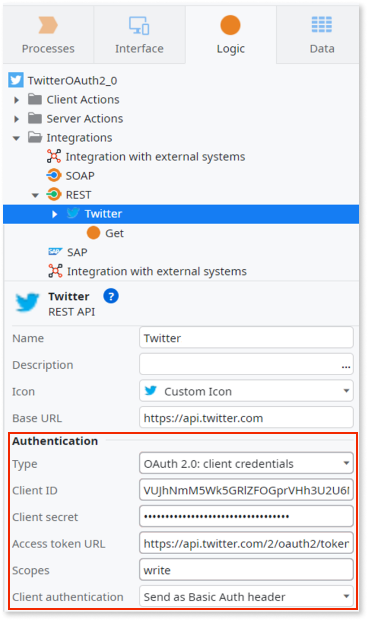 Processes Interface Logic Data
TwitterOAuth2_0
Client Actions
Server Actions
Integrations
Integration with external systems
SOAP
REST
Twitter
Get
SAP
Integration with external systems
Twitter ?
REST API
Name Twitter
Description ...
Icon Custom Icon
Base URL https://api.twitter.com
Authentication
Type OAuth 2.0: client credentials
Client ID
Client secret ••••••••••••••••••••••••••••••••••
Access token URL https://api.twitter.com/2/oauth2/token
Scopes write
Client authentication Send as Basic Auth header